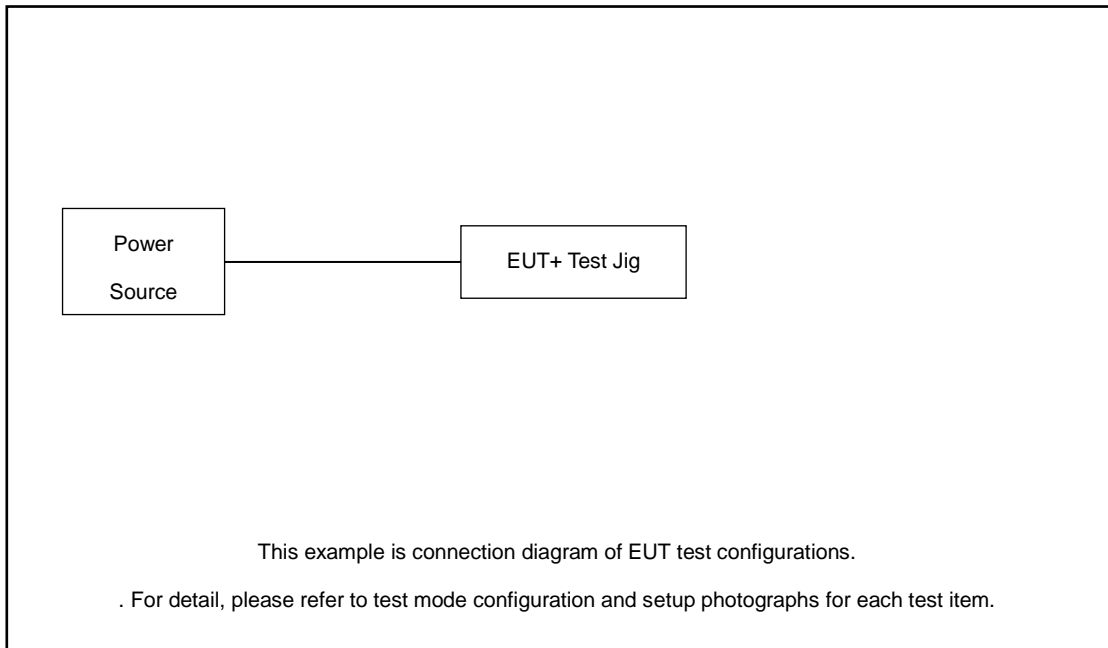 Power
Source
EUT+ Test Jig
This example is connection diagram of EUT test configurations.
. For detail, please refer to test mode configuration and setup photographs for each test item.